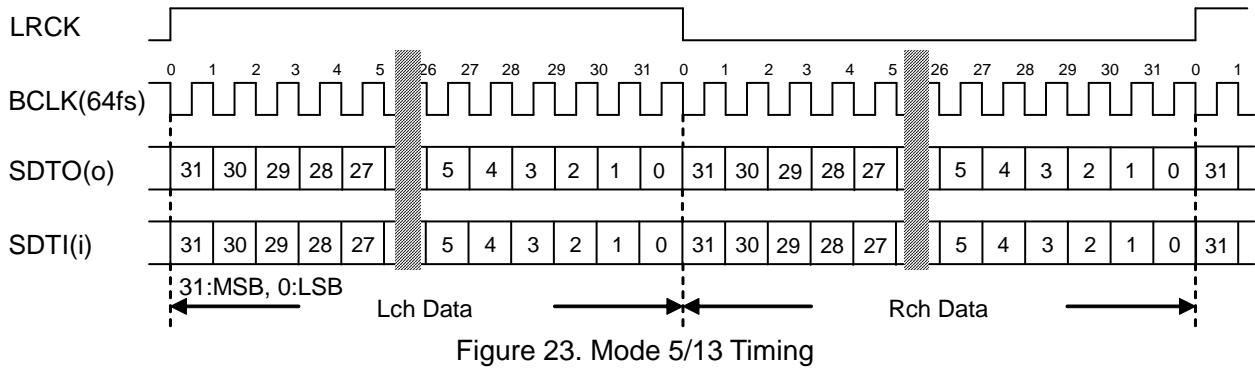 LRCK
0 1 2 3 4 5 26 27 28 29 30 31 0 1 2 3 4 5 26 27 28 29 30 31 0 1
BCLK(64fs)
SDTO(o) 31 30 29 28 27 5 4 3 2 1 0 31 30 29 28 27 5 4 3 2 1 0 31
SDTI(i) 31 30 29 28 27 5 4 3 2 1 0 31 30 29 28 27 5 4 3 2 1 0 31
31:MSB, 0:LSB
Lch Data Rch Data
Figure 23. Mode 5/13 Timing